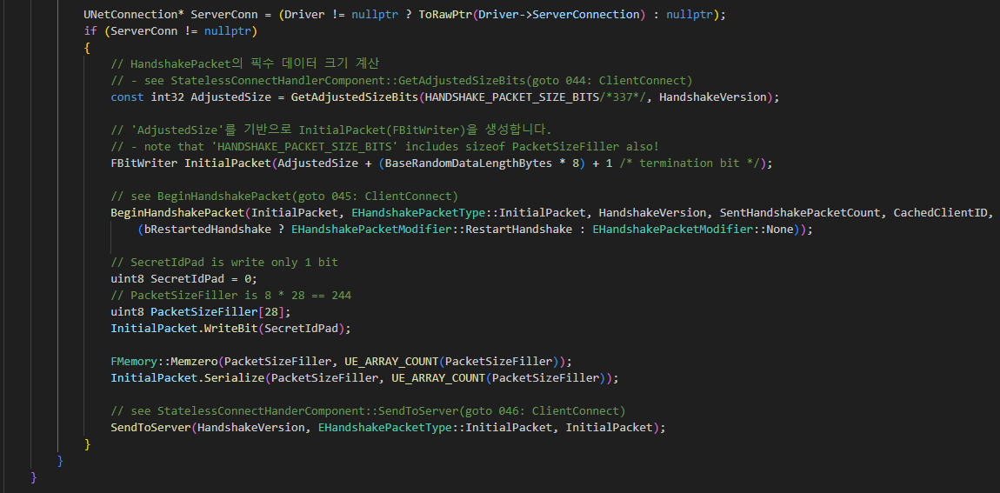 UNetConnection* ServerConn = (Driver != nullptr ? ToRawPtr(Driver->ServerConnection) : nullptr);
if (ServerConn != nullptr)
{
// HandshakePacket의 픽수 데이터 크기 계산
// - see StatelessConnectHandlerComponent::GetAdjustedSizeBits(goto 044: ClientConnect)
const int32 AdjustedSize = GetAdjustedSizeBits(HANDSHAKE_PACKET_SIZE_BITS/*337*/, HandshakeVersion);
// 'AdjustedSize'를 기반으로 InitialPacket(FBitWriter)을 생성합니다.
// - note that 'HANDSHAKE_PACKET_SIZE_BITS' includes sizeof PacketSizeFiller also!
FBitWriter InitialPacket(AdjustedSize + (BaseRandomDataLengthBytes * 8) + 1 /* termination bit */);
// see BeginHandshakePacket(goto 045: ClientConnect)
BeginHandshakePacket(InitialPacket, EHandshakePacketType::InitialPacket, HandshakeVersion, SentHandshakePacketCount, CachedClientID,
(bRestartedHandshake ? EHandshakePacketModifier::RestartHandshake : EHandshakePacketModifier::None));
// SecretIdPad is write only 1 bit
uint8 SecretIdPad = 0;
// PacketSizeFiller is 8 * 28 == 244
uint8 PacketSizeFiller[28];
InitialPacket.WriteBit(SecretIdPad);
FMemory::Memzero(PacketSizeFiller, UE_ARRAY_COUNT(PacketSizeFiller));
InitialPacket.Serialize(PacketSizeFiller, UE_ARRAY_COUNT(PacketSizeFiller));
// see StatelessConnectHanderComponent::SendToServer(goto 046: ClientConnect)
SendToServer(HandshakeVersion, EHandshakePacketType::InitialPacket, InitialPacket);
}
}
}